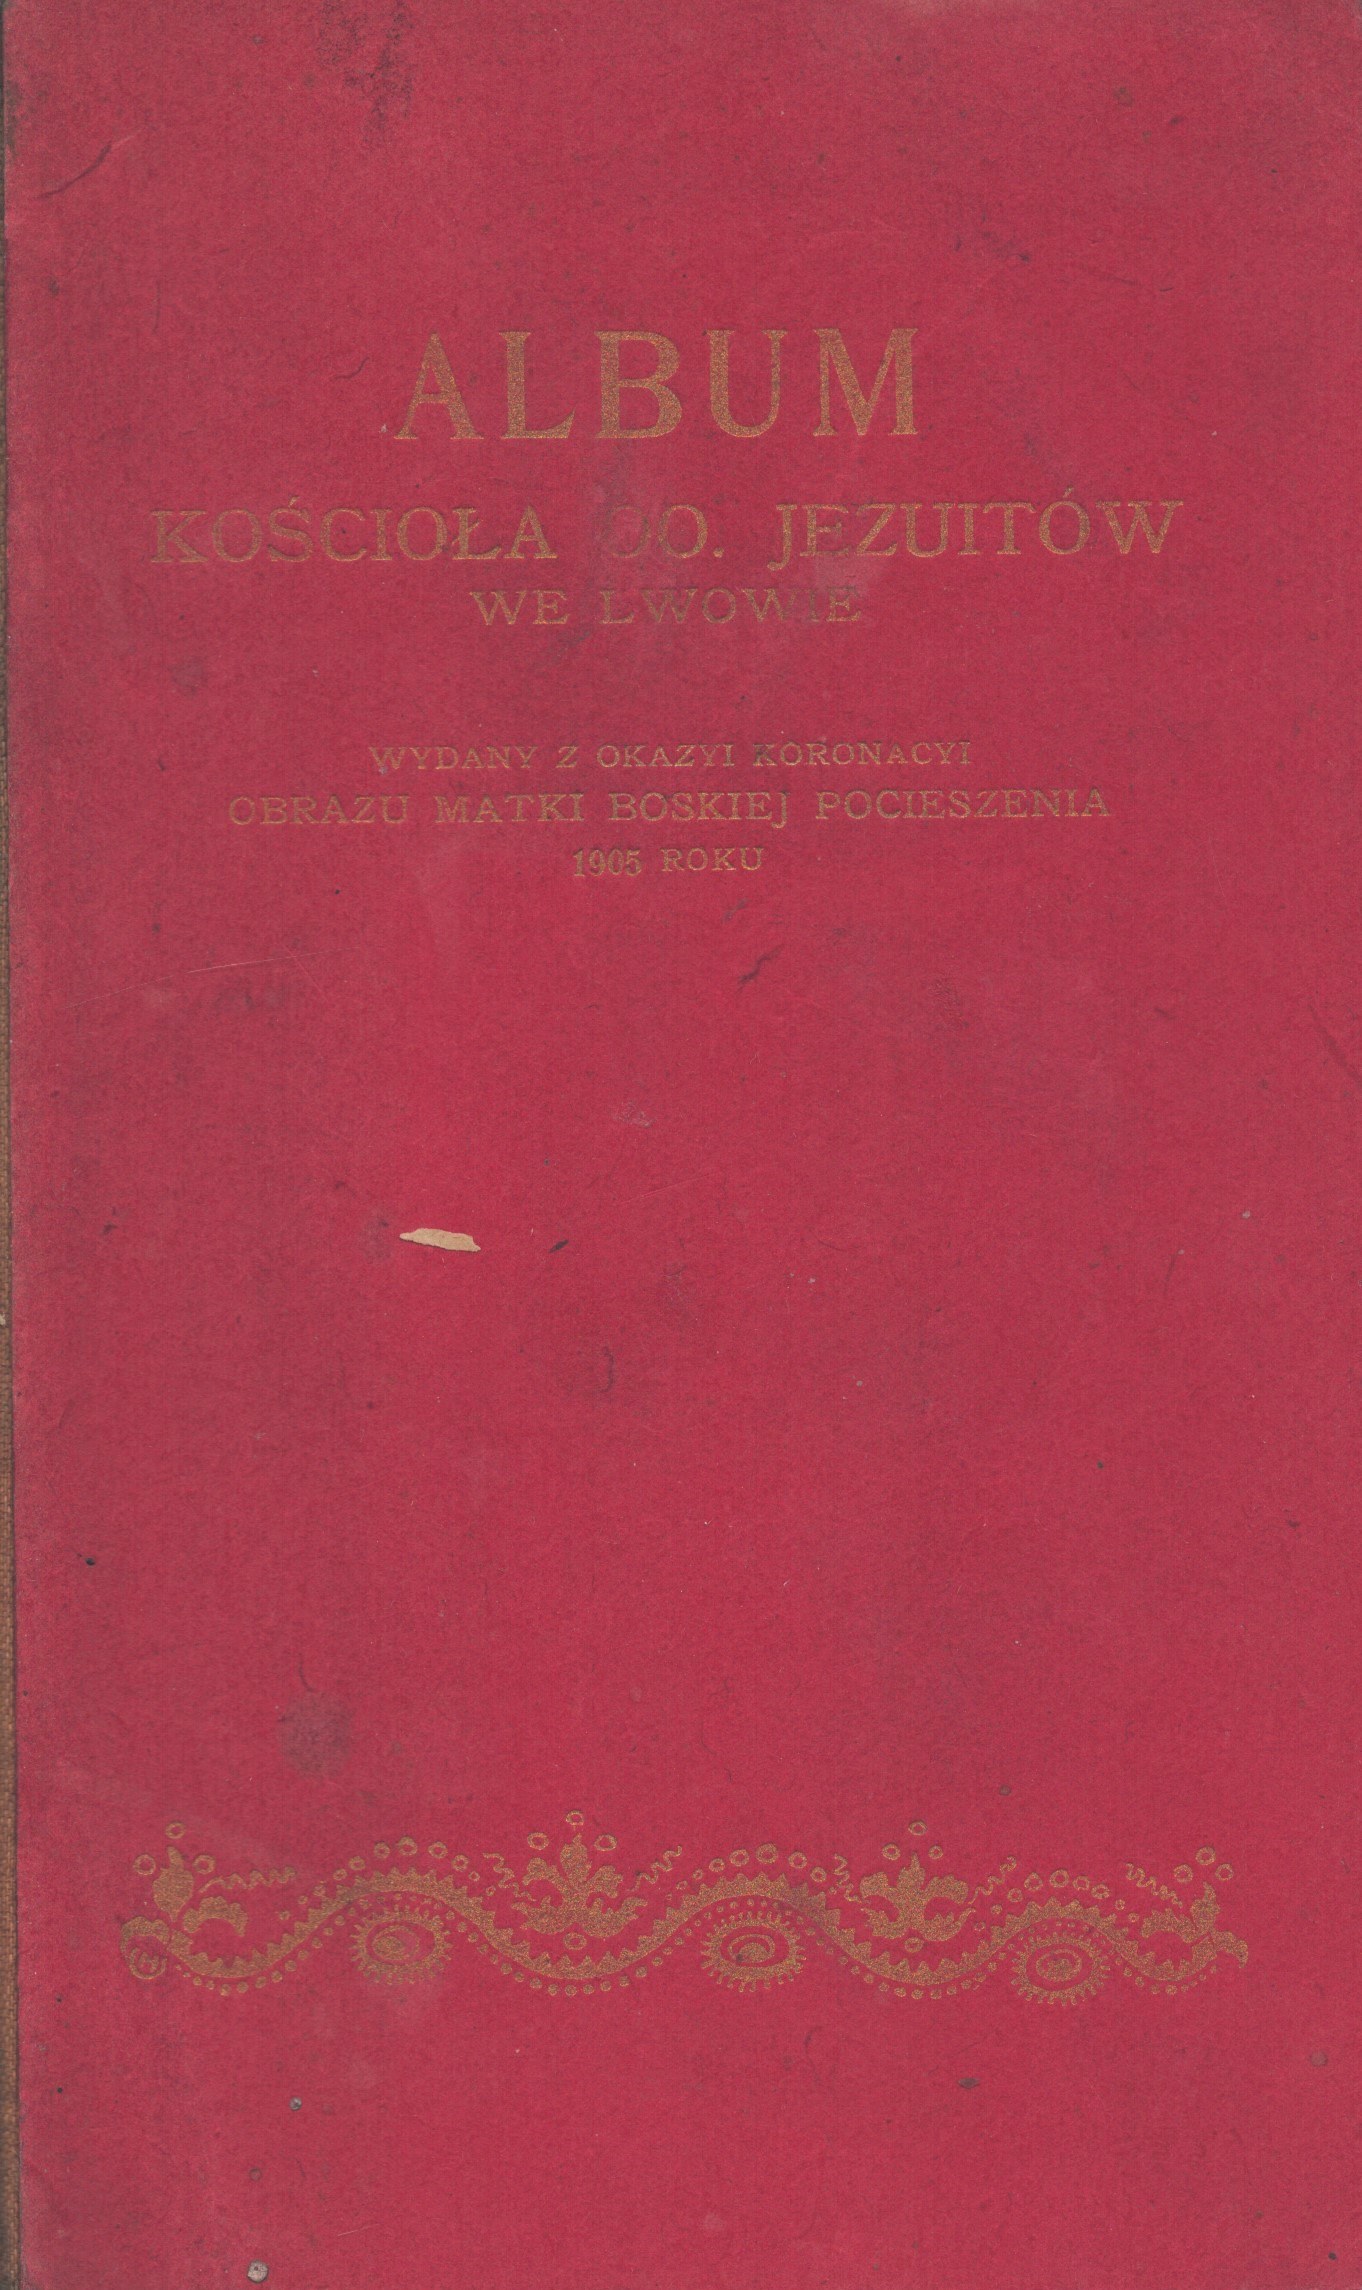 ALBUM
KOŚCIOŁA OO. JEZUITÓW
WE LWOWIE
WYDANY Z OKAZYI KORONACYI
OBRAZU MATKI BOSKIEJ POCIESZENIA
1905 ROKU